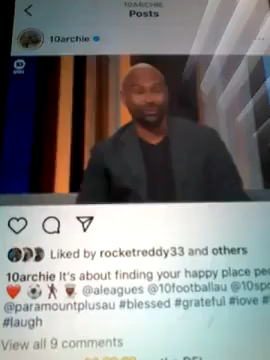 10ARCHIE
Posts
10archie
Liked by rocketreddy33 and others
10archie It's about finding your happy place
@aleagues @10footballau
@paramountplusau #blessed #grateful #love
#laugh
View all 9 comments